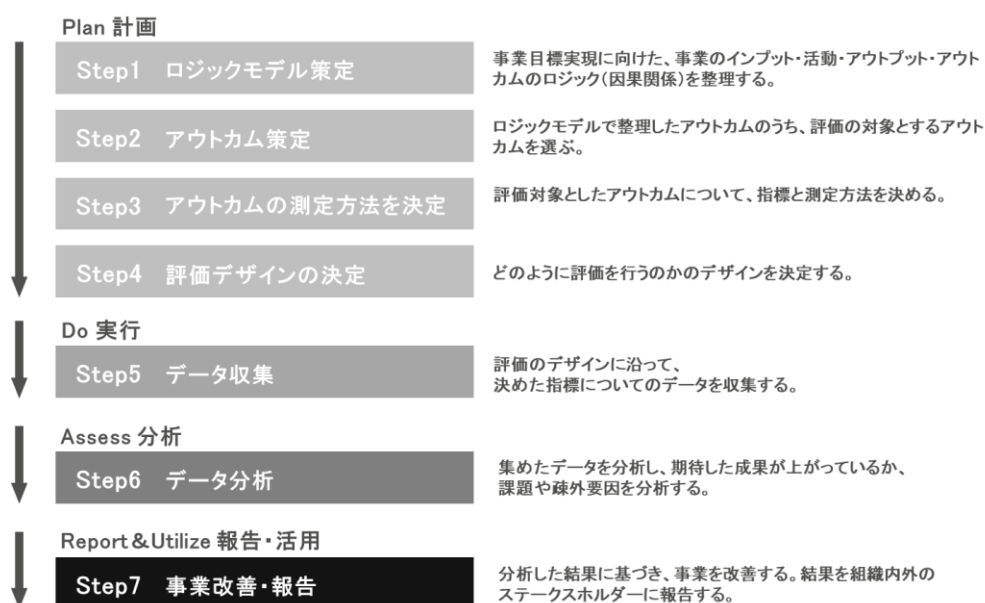 Plan 計画
Step1 ロジックモデル策定
事業目標実現に向けた、事業のインプット・活動・アウトプット・アウト
カムのロジック(因果関係)を整理する。
Step2 アウトカム策定
ロジックモデルで整理したアウトカムのうち、評価の対象とするアウト
カムを選ぶ。
Step3 アウトカムの測定方法を決定
評価対象としたアウトカムについて、指標と測定方法を決める。
Step4 評価デザインの決定
どのように評価を行うのかのデザインを決定する。
Do 実行
Step5 データ収集
評価のデザインに沿って、
決めた指標についてのデータを収集する。
Assess 分析
Step6 データ分析
集めたデータを分析し、期待した成果が上がっているか、
課題や疎外要因を分析する。
Report&Utilize 報告・活用
Step7 事業改善・報告
分析した結果に基づき、事業を改善する。結果を組織内外の
ステークスホルダーに報告する。